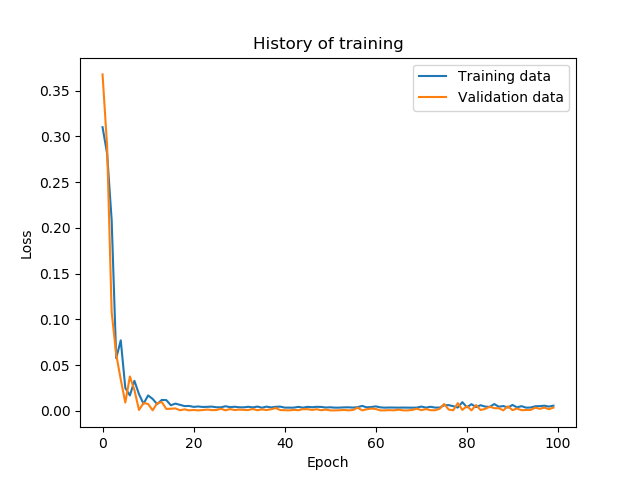 History of training
Training data
Validation data
0.35
0.30
0.25
0.20
0.15
0.10
0.05
0.00
Loss
0 20 40 60 80 100
Epoch